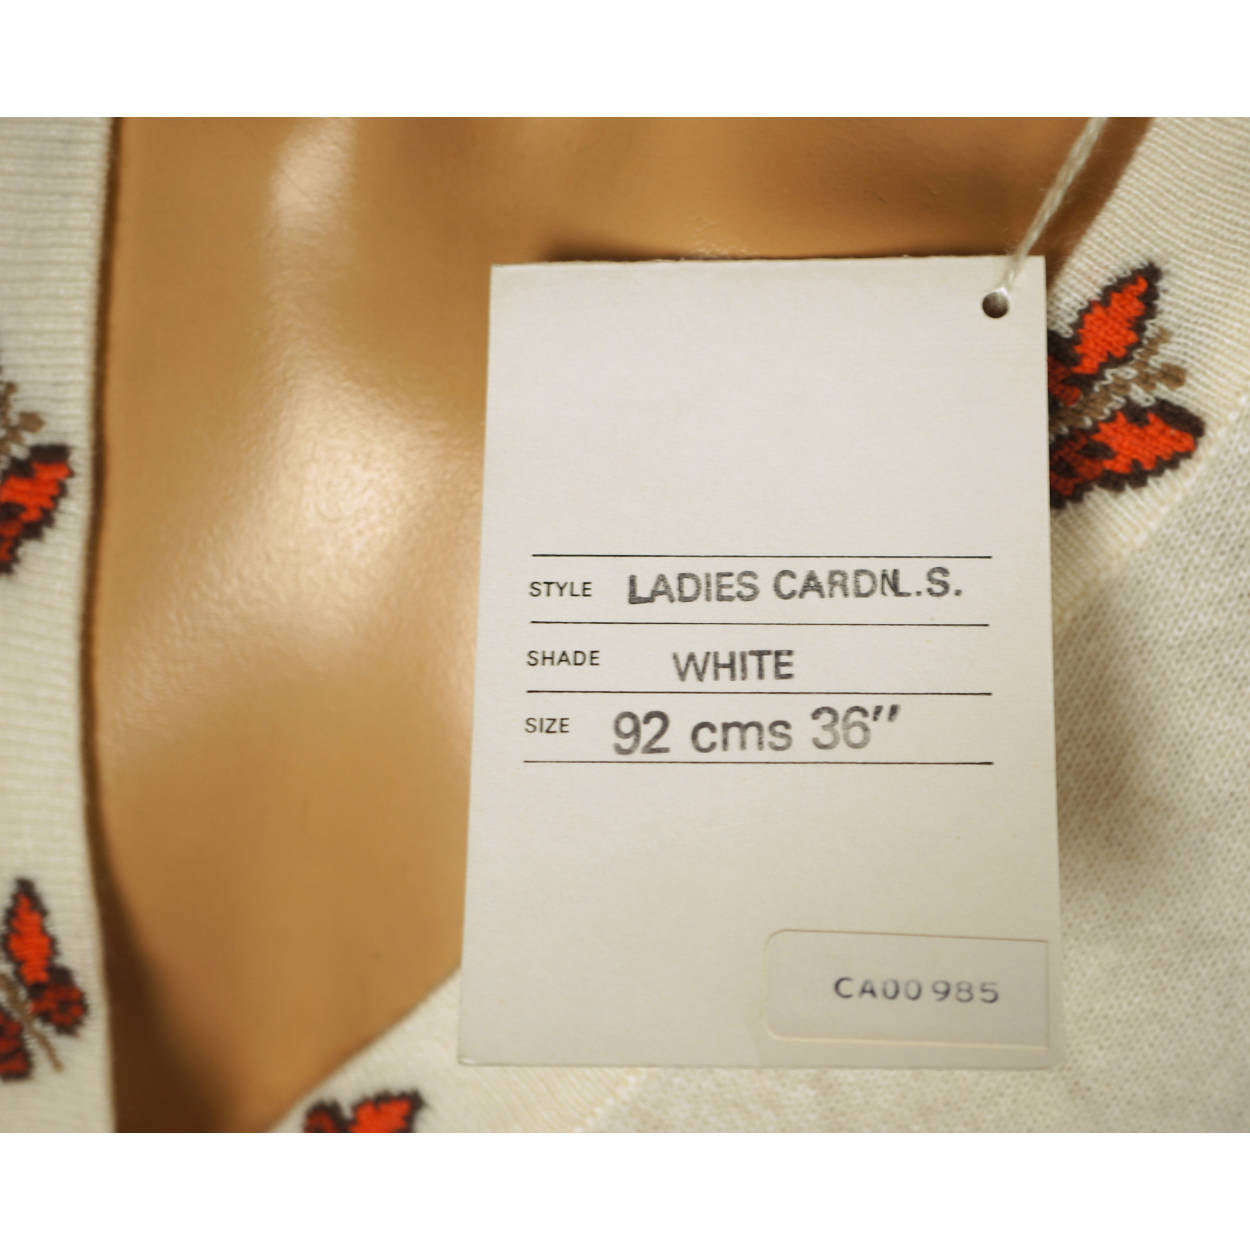 STYLE LADIES CARDN L.S.
SHADE WHITE
SIZE 92 cms 36"
CA00985